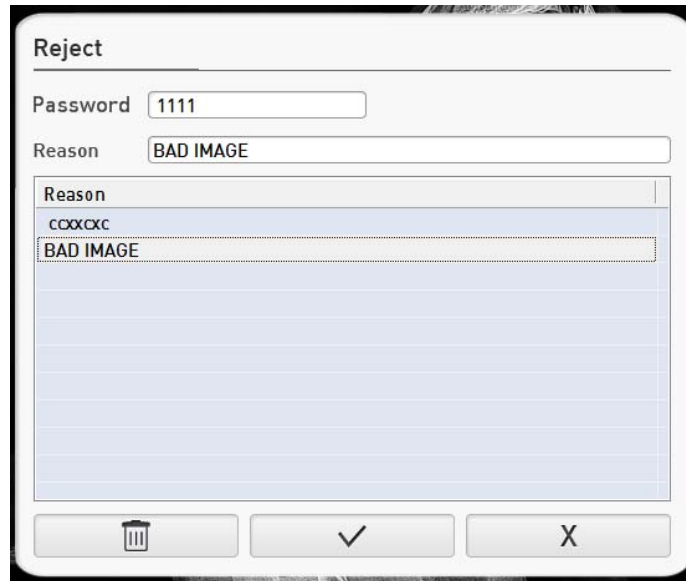 Reject
Password 1111
Reason BAD IMAGE
Reason
ccxxcxc
BAD IMAGE
X